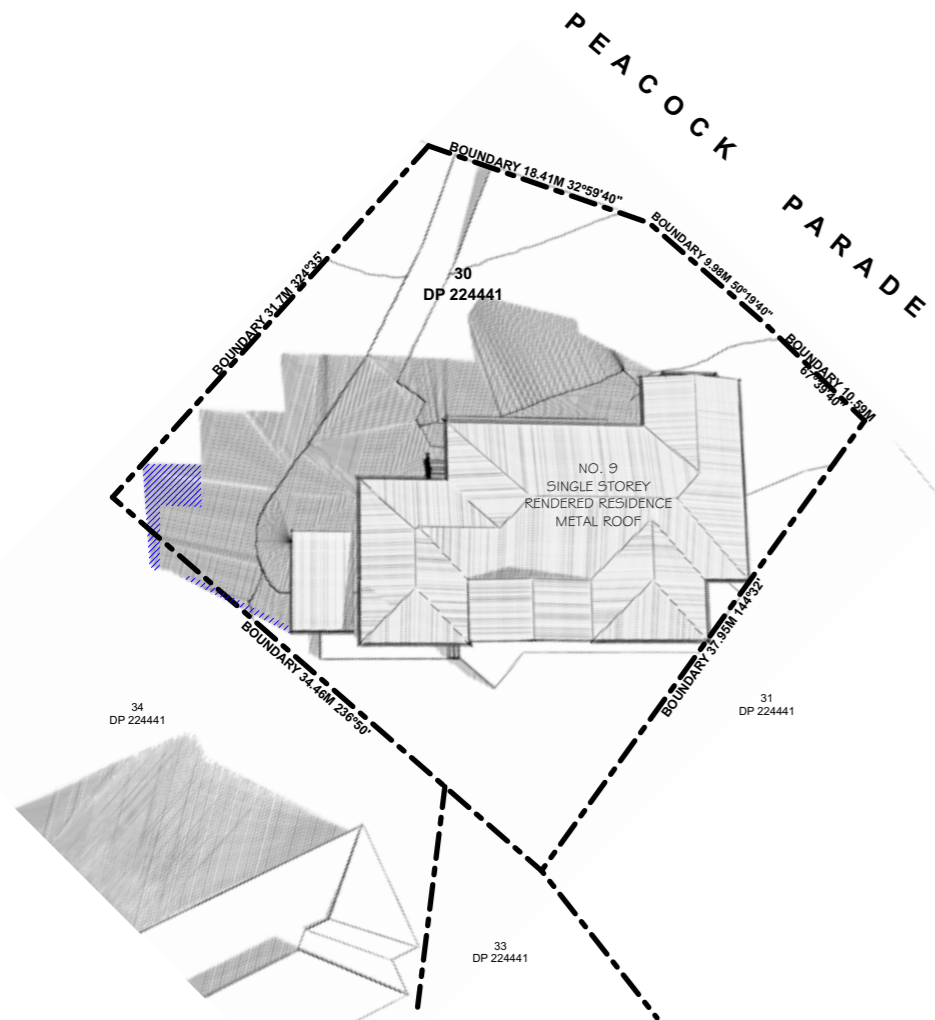 PEACOCK PARADE
BOUNDARY 18.41M 32°59'40"
BOUNDARY 9.98M 50°19'40"
BOUNDARY 10.59M
67°39'40"
BOUNDARY 31.7M 324°35'
30
DP 224441
NO. 9
SINGLE STOREY
RENDERED RESIDENCE
METAL ROOF
BOUNDARY 37.95M 144°32'
BOUNDARY 34.46M 236°50'
31
DP 224441
34
DP 224441
33
DP 224441